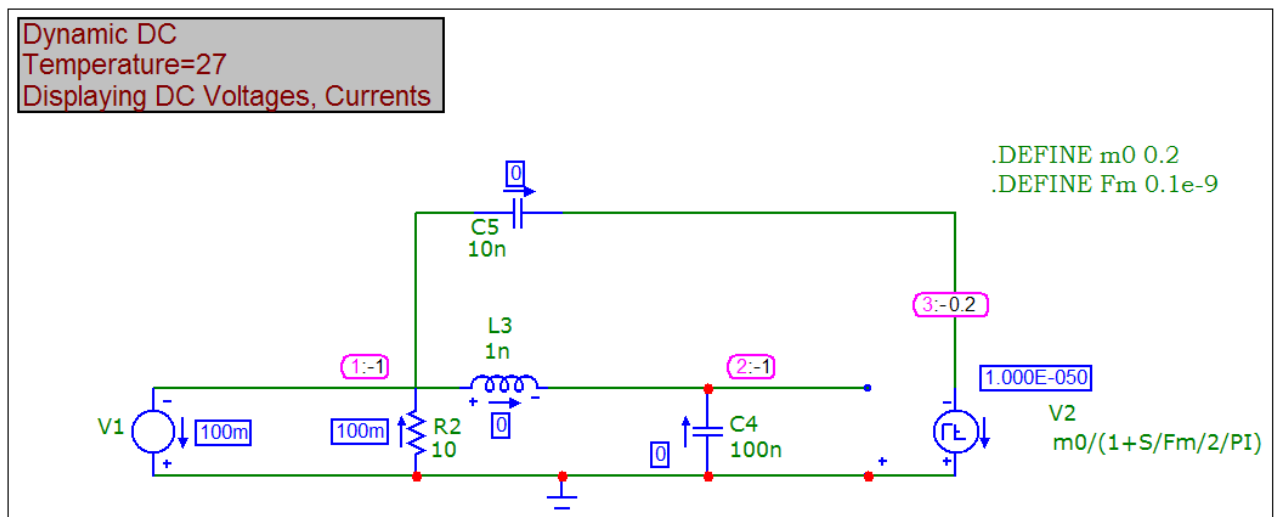 Dynamic DC
Temperature=27
Displaying DC Voltages, Currents
.DEFINE m0 0.2
.DEFINE Fm 0.1e-9
0
C5
10n
3:-0.2
L3
1n
1:-1
2:-1
1.000E-050
V1
100m
100m
R2
10
0
C4
100n
0
V2
m0/(1+S/Fm/2/PI)